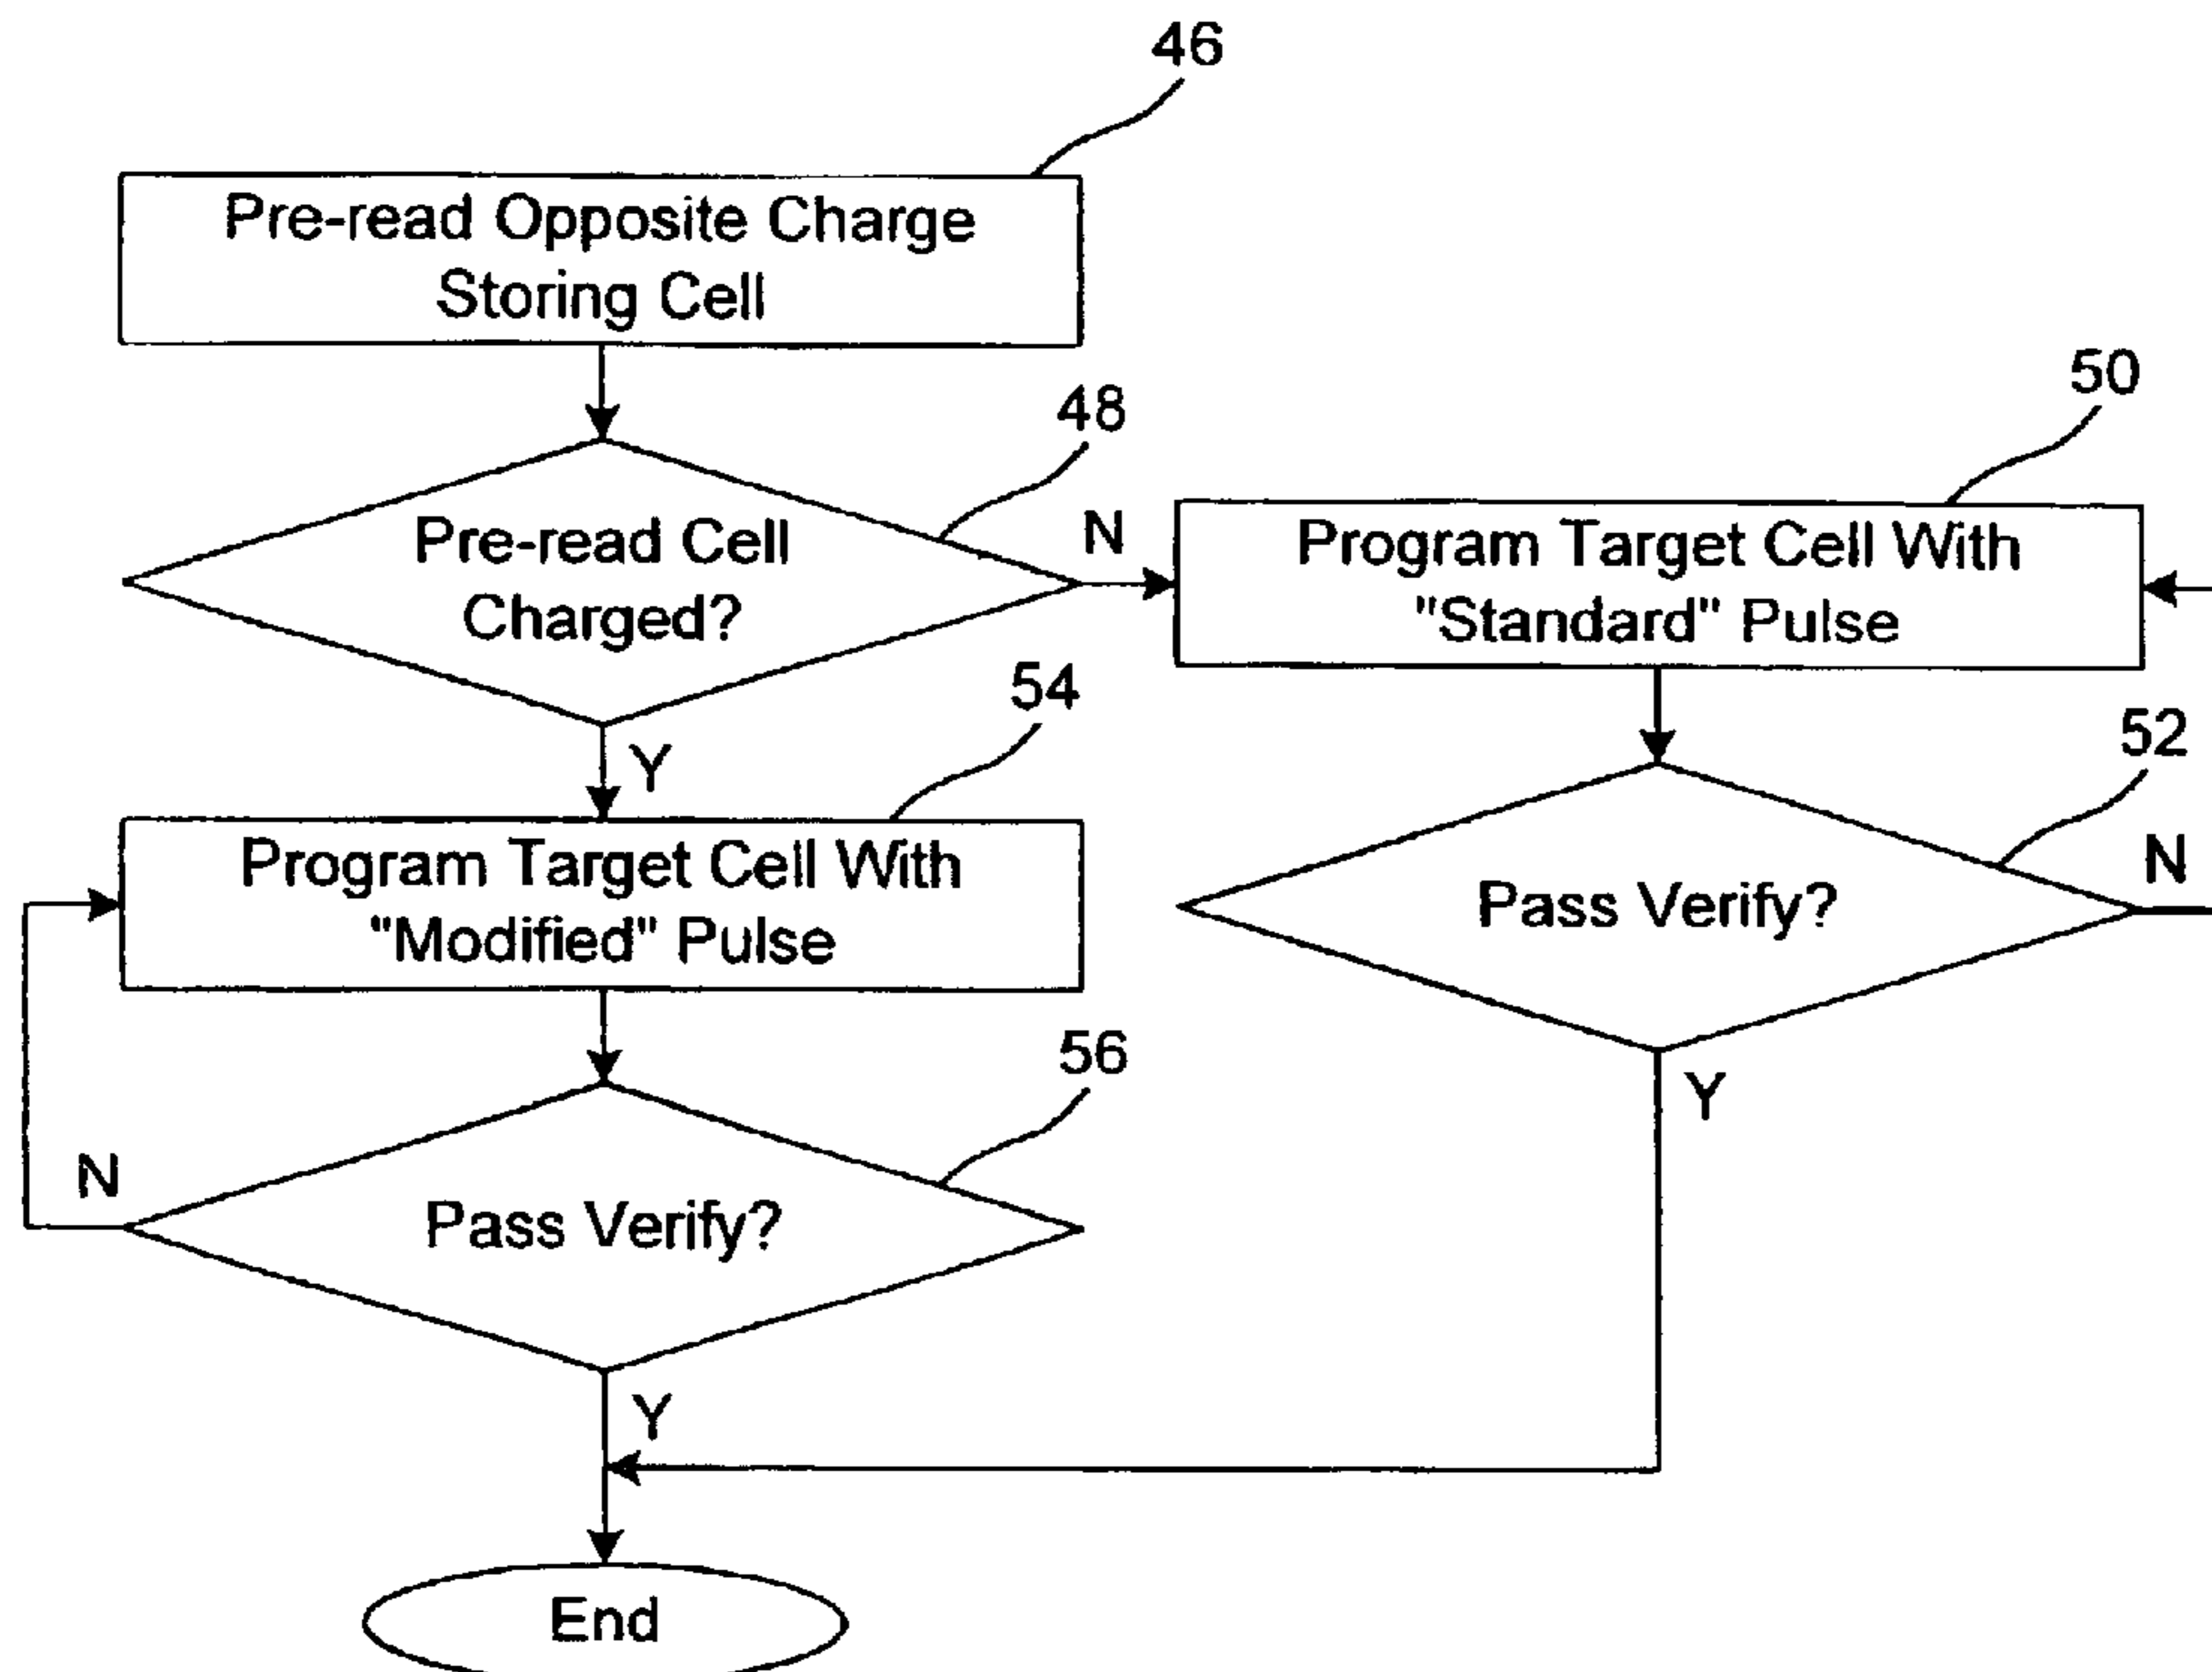 46
Pre-read Opposite Charge
Storing Cell
48
Pre-read Cell
Charged?
N
50
Program Target Cell With
"Standard" Pulse
54
Y
Program Target Cell With
"Modified" Pulse
52
Pass Verify?
N
Y
56
Pass Verify?
N
Y
End